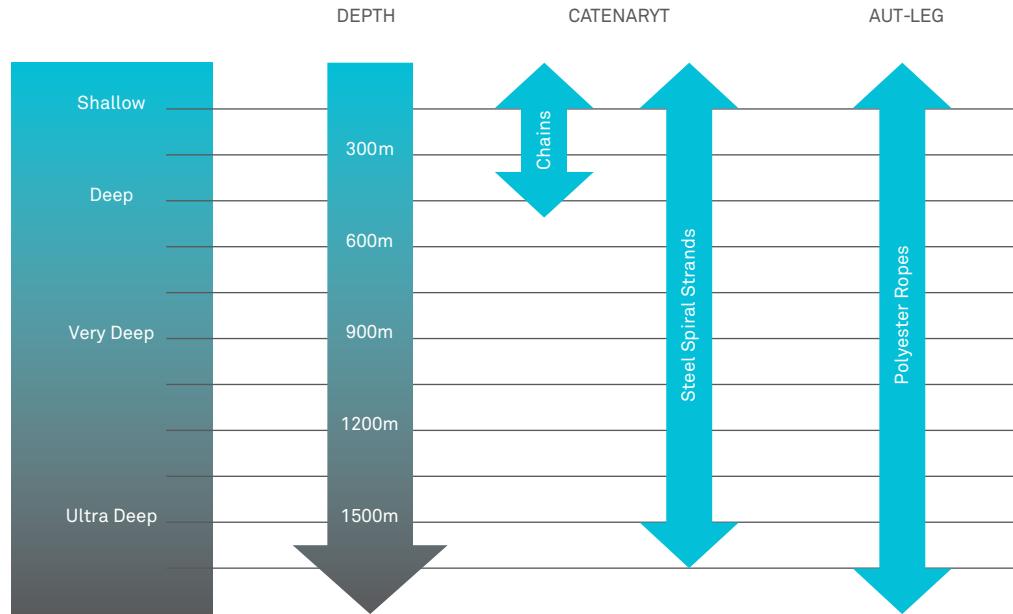 DEPTH CATENARYT AUT-LEG
Shallow
300m
Chains
Deep
600m
Steel Spiral Strands
Polyester Ropes
Very Deep 900m
1200m
Ultra Deep 1500m